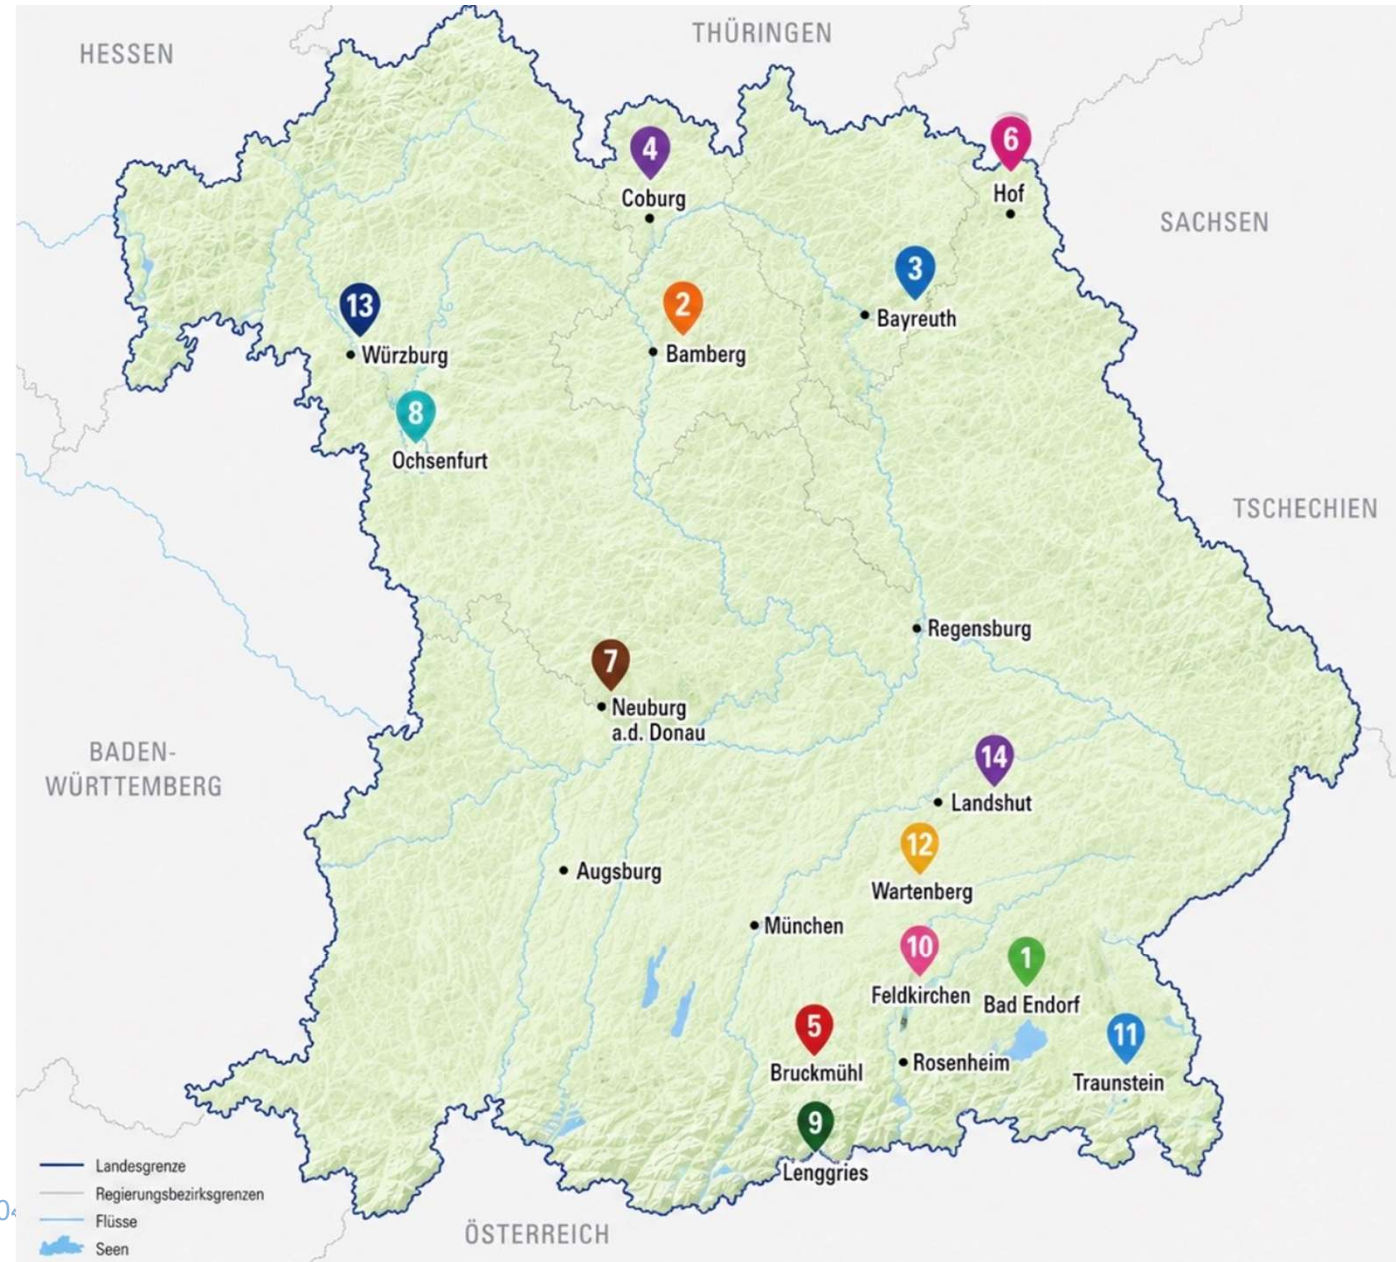 THÜRINGEN
HESSEN
6
4
Hof
Coburg
SACHSEN
3
13
2
Bayreuth
Würzburg
Bamberg
8
Ochsenfurt
TSCHECHIEN
Regensburg
7
Neuburg
a.d. Donau
BADEN-
WÜRTTEMBERG
14
Landshut
12
Augsburg
Wartenberg
München
10
1
Feldkirchen
Bad Endorf
5
11
Rosenheim
Bruckmühl
Traunstein
9
Lenggries
Landesgrenze
Regierungsbezirksgrenzen
Flüsse
Seen
ÖSTERREICH